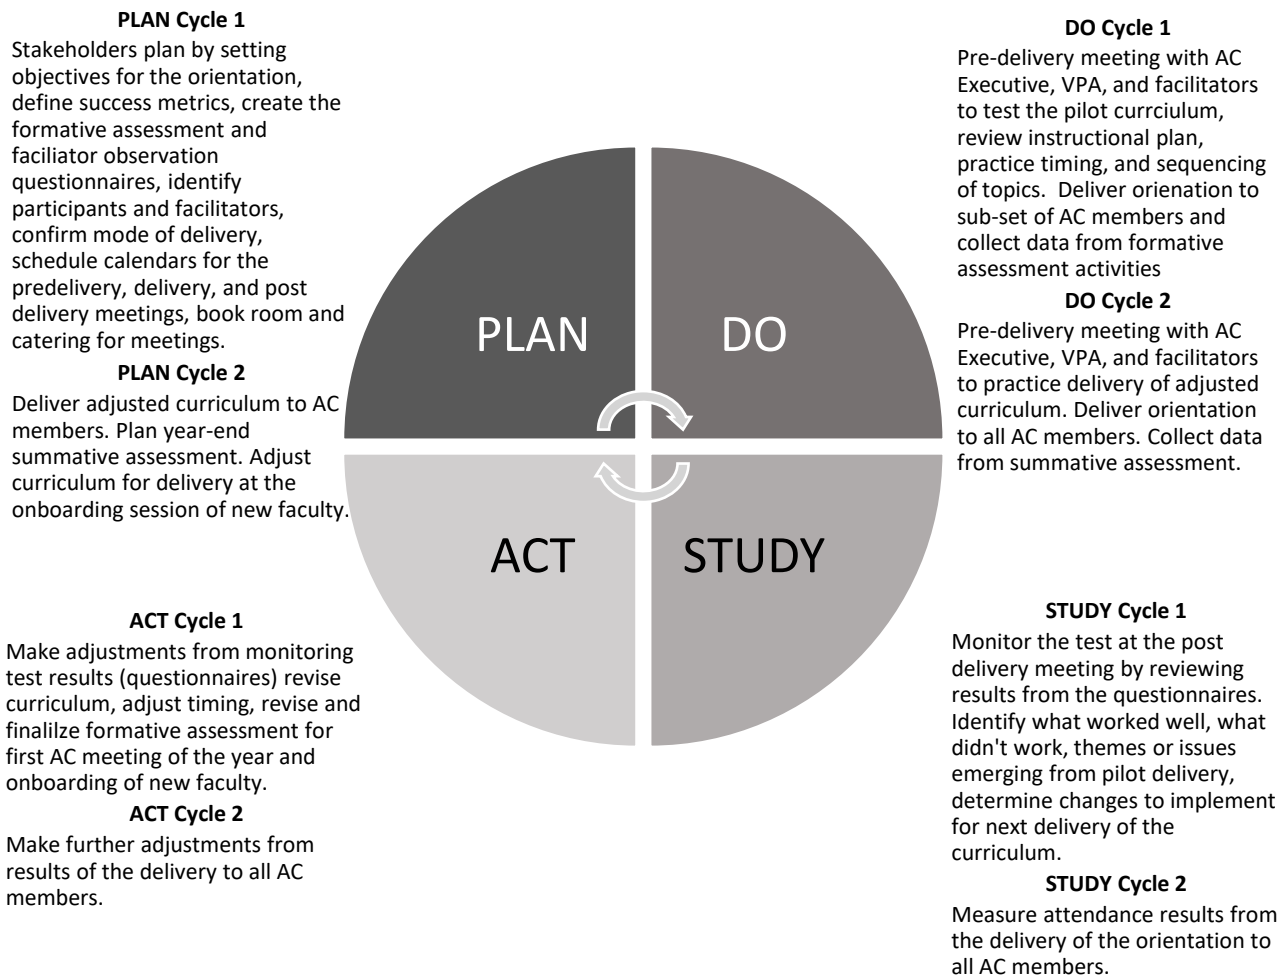 PLAN Cycle 1
Stakeholders plan by setting
objectives for the orientation,
define success metrics, create the
formative assessment and
faciliator observation
questionnaires, identify
participants and facilitators,
confirm mode of delivery,
schedule calendars for the
predelivery, delivery, and post
delivery meetings, book room and
catering for meetings.
PLAN Cycle 2
Deliver adjusted curriculum to AC
members. Plan year-end
summative assessment. Adjust
curriculum for delivery at the
onboarding session of new faculty.
DO Cycle 1
Pre-delivery meeting with AC
Executive, VPA, and facilitators
to test the pilot currciulum,
review instructional plan,
practice timing, and sequencing
of topics.  Deliver orienation to
sub-set of AC members and
collect data from formative
assessment activities
DO Cycle 2
Pre-delivery meeting with AC
Executive, VPA, and facilitators
to practice delivery of adjusted
curriculum. Deliver orientation
to all AC members. Collect data
from summative assessment.
PLAN
DO
ACT
STUDY
ACT Cycle 1
Make adjustments from monitoring
test results (questionnaires) revise
curriculum, adjust timing, revise and
finalilze formative assessment for
first AC meeting of the year and
onboarding of new faculty.
ACT Cycle 2
Make further adjustments from
results of the delivery to all AC
members.
STUDY Cycle 1
Monitor the test at the post
delivery meeting by reviewing
results from the questionnaires.
Identify what worked well, what
didn't work, themes or issues
emerging from pilot delivery,
determine changes to implement
for next delivery of the
curriculum.
STUDY Cycle 2
Measure attendance results from
the delivery of the orientation to
all AC members.